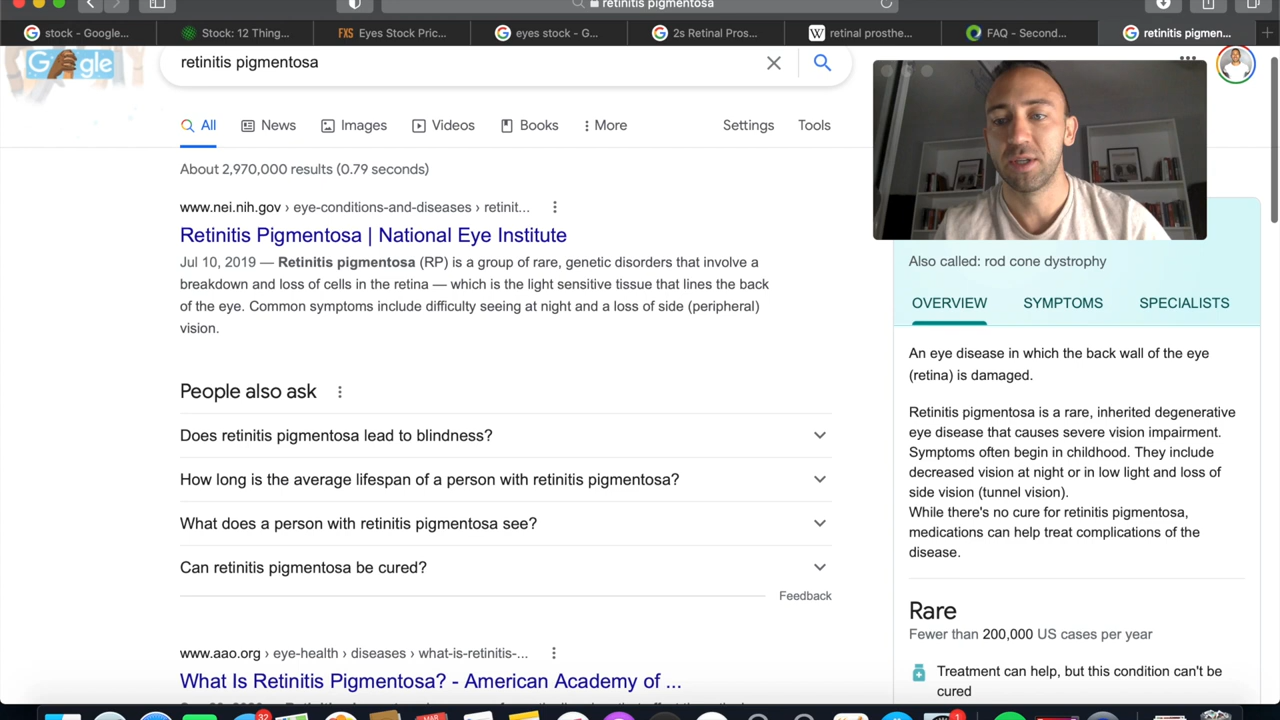 retinitis pigmentosa
stock - Google...
Stock: 12 Thing...
FXS Eyes Stock Pric...
eyes stock - G...
2s Retinal Pros...
W retinal prosthe...
FAQ - Second...
retinitis pigmen...
retinitis pigmentosa
All
News
Images
Videos
Books
More
Settings
Tools
About 2,970,000 results (0.79 seconds)
www.nei.nih.gov › eye-conditions-and-diseases › retinit...
Retinitis Pigmentosa | National Eye Institute
Jul 10, 2019 — Retinitis pigmentosa (RP) is a group of rare, genetic disorders that involve a
breakdown and loss of cells in the retina — which is the light sensitive tissue that lines the back
of the eye. Common symptoms include difficulty seeing at night and a loss of side (peripheral)
vision.
People also ask
Does retinitis pigmentosa lead to blindness?
How long is the average lifespan of a person with retinitis pigmentosa?
What does a person with retinitis pigmentosa see?
Can retinitis pigmentosa be cured?
Feedback
www.aao.org › eye-health › diseases › what-is-retinitis-...
What Is Retinitis Pigmentosa? - American Academy of ...
Also called: rod cone dystrophy
OVERVIEW
SYMPTOMS
SPECIALISTS
An eye disease in which the back wall of the eye
(retina) is damaged.
Retinitis pigmentosa is a rare, inherited degenerative
eye disease that causes severe vision impairment.
Symptoms often begin in childhood. They include
decreased vision at night or in low light and loss of
side vision (tunnel vision).
While there's no cure for retinitis pigmentosa,
medications can help treat complications of the
disease.
Rare
Fewer than 200,000 US cases per year
Treatment can help, but this condition can't be
cured
32
MAR
1